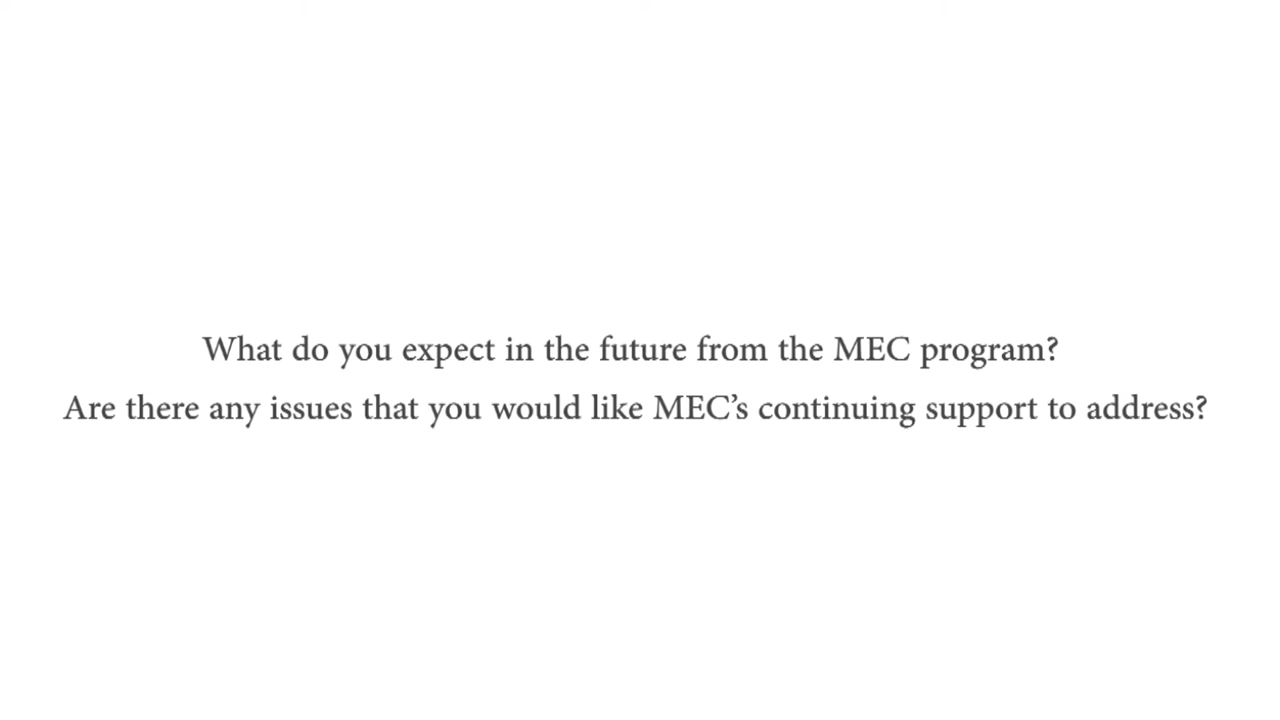 What do you expect in the future from the MEC program?
Are there any issues that you would like MEC’s continuing support to address?